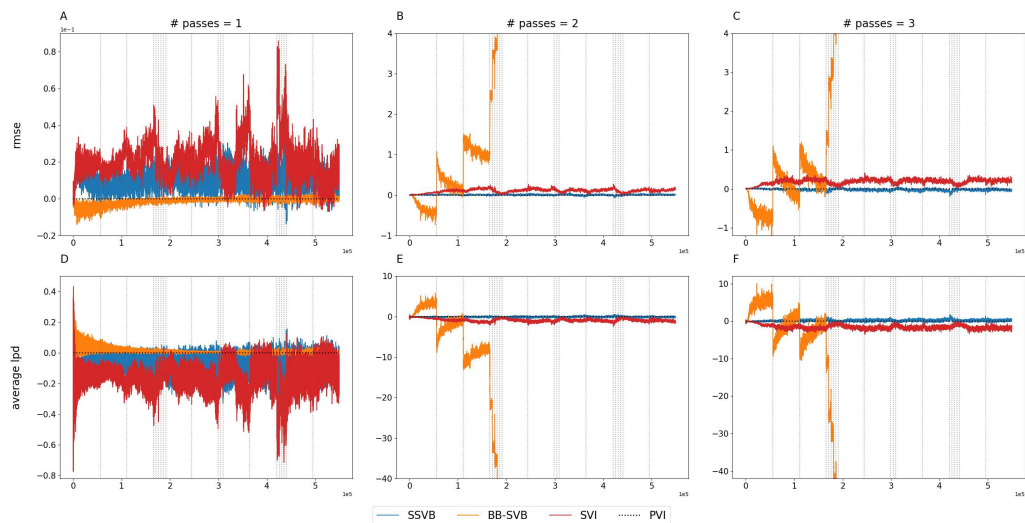 A
# passes = 1
1e−1
rmse
0.8
0.6
0.4
0.2
0.0
−0.2
0 1 2 3 4 5
1e5
B
# passes = 2
4
3
2
1
0
−1
0 1 2 3 4 5
1e5
C
# passes = 3
4
3
2
1
0
−1
0 1 2 3 4 5
1e5
D
average lpd
0.4
0.2
0.0
−0.2
−0.4
−0.6
−0.8
0 1 2 3 4 5
1e5
E
10
0
−10
−20
−30
−40
0 1 2 3 4 5
1e5
F
10
0
−10
−20
−30
−40
0 1 2 3 4 5
1e5
SSVB BB-SVB SVI PVI